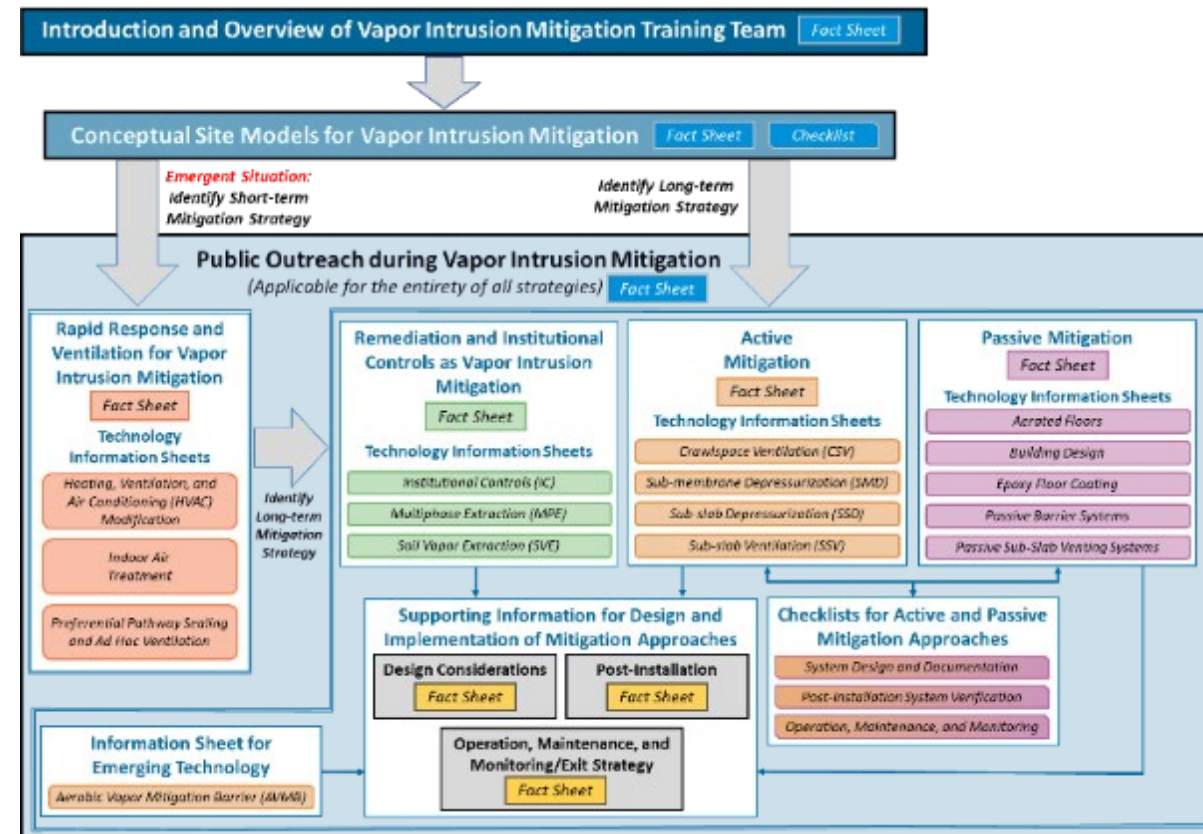 Introduction and Overview of Vapor Intrusion Mitigation Training Team Fact Sheet
Conceptual Site Models for Vapor Intrusion Mitigation Fact Sheet Checklist
Emergent Situation:
Identify Short-term
Mitigation Strategy
Identify Long-term
Mitigation Strategy
Public Outreach during Vapor Intrusion Mitigation
(Applicable for the entirety of all strategies) Fact Sheet
Rapid Response and
Ventilation for Vapor
Intrusion Mitigation
Fact Sheet
Technology
Information Sheets
Heating, Ventilation, and
Air Conditioning (HVAC)
Modification
Indoor Air
Treatment
Preferential Pathway Sealing
and Ad Hoc Ventilation
Identify
Long-term
Mitigation
Strategy
Remediation and Institutional
Controls as Vapor Intrusion
Mitigation
Fact Sheet
Technology Information Sheets
Institutional Controls (IC)
Multiphase Extraction (MPE)
Soil Vapor Extraction (SVE)
Active
Mitigation
Fact Sheet
Technology Information Sheets
Crawlspace Ventilation (CSV)
Sub-membrane Depressurization (SMD)
Sub-slab Depressurization (SSD)
Sub-slab Ventilation (SSV)
Passive Mitigation
Fact Sheet
Technology Information Sheets
Aerated Floors
Building Design
Epoxy Floor Coating
Passive Barrier Systems
Passive Sub-Slab Venting Systems
Supporting Information for Design and
Implementation of Mitigation Approaches
Design Considerations
Fact Sheet
Post-Installation
Fact Sheet
Operation, Maintenance, and
Monitoring/Exit Strategy
Fact Sheet
Checklists for Active and Passive
Mitigation Approaches
System Design and Documentation
Post-Installation System Verification
Operation, Maintenance, and Monitoring
Information Sheet for
Emerging Technology
Aerobic Vapor Mitigation Barrier (AVMB)